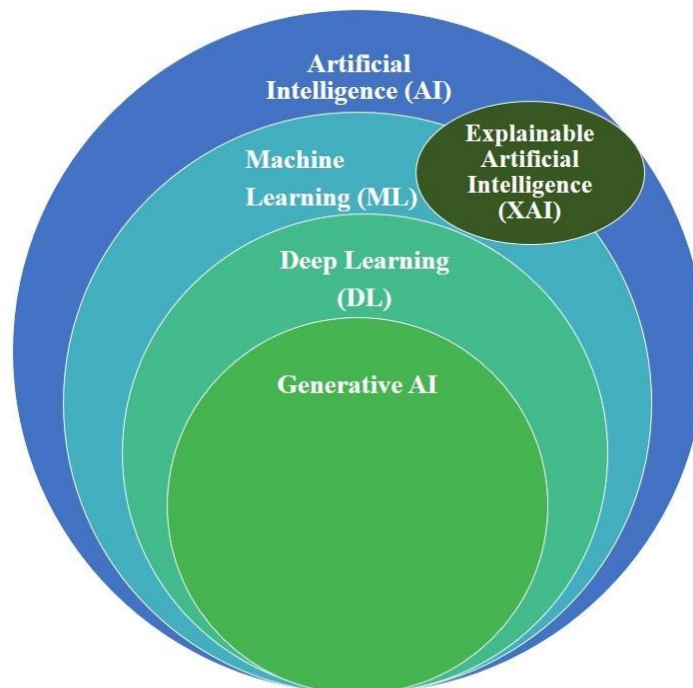 Artificial
Intelligence (AI)
Explainable
Artificial
Intelligence
(XAI)
Machine
Learning (ML)
Deep Learning
(DL)
Generative AI